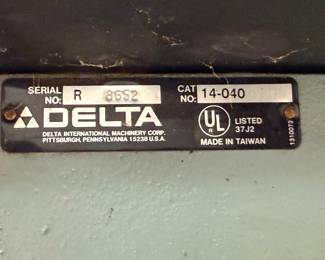 SERIAL NO: R 8652
CAT NO: 14-040
DELTA
DELTA INTERNATIONAL MACHINERY CORP.
PITTSBURGH, PENNSYLVANIA 15238 U.S.A.
UL
LISTED
37J2
MADE IN TAIWAN
1310073